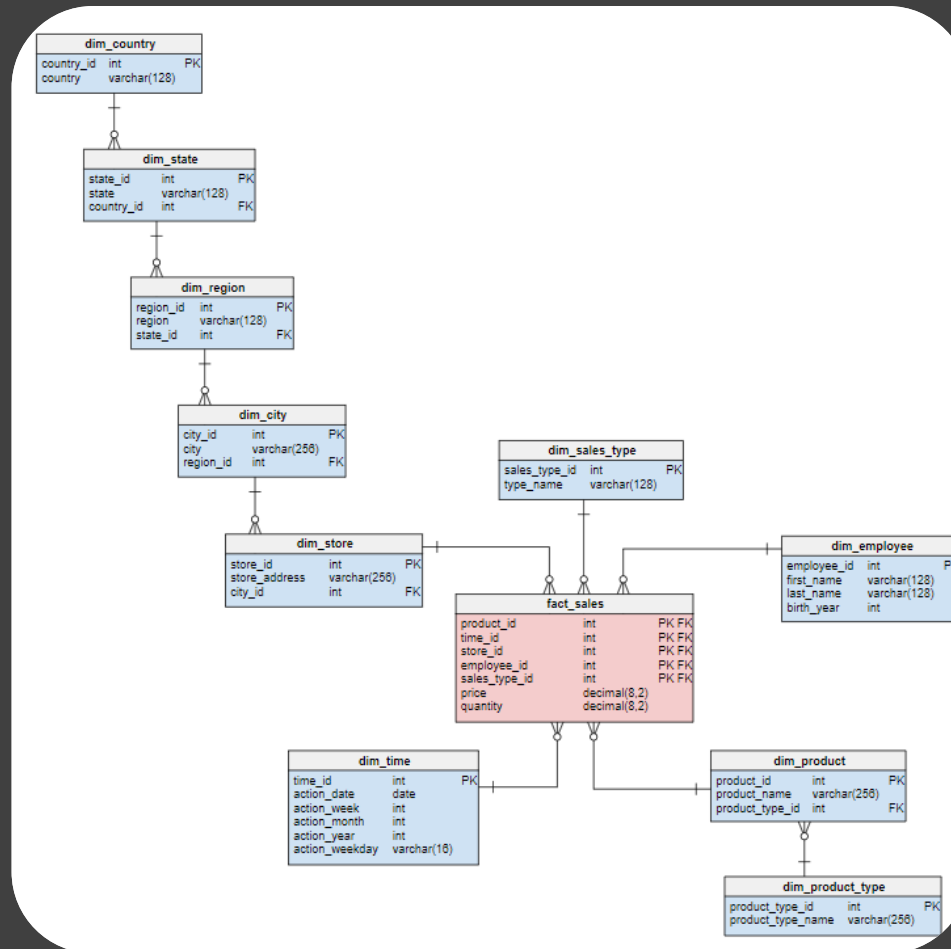 dim_country
country_id int PK
country varchar(128)
dim_state
state_id int PK
state varchar(128)
country_id int FK
dim_region
region_id int PK
region varchar(128)
state_id int FK
dim_city
city_id int PK
city varchar(256)
region_id int FK
dim_sales_type
sales_type_id int PK
type_name varchar(128)
dim_store
store_id int PK
store_address varchar(256)
city_id int FK
dim_employee
employee_id int P
first_name varchar(128)
last_name varchar(128)
birth_year int
fact_sales
product_id int PK FK
time_id int PK FK
store_id int PK FK
employee_id int PK FK
sales_type_id int PK FK
price decimal(8,2)
quantity decimal(8,2)
dim_time
time_id int PK
action_date date
action_week int
action_month int
action_year int
action_weekday varchar(16)
dim_product
product_id int PK
product_name varchar(256)
product_type_id int FK
dim_product_type
product_type_id int PK
product_type_name varchar(256)